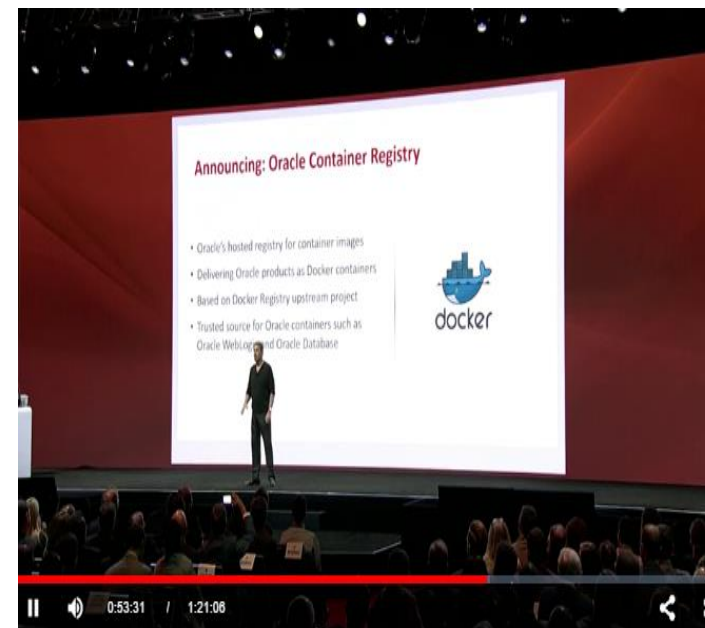 Announcing: Oracle Container Registry
• Oracle's hosted registry for container images
• Delivering Oracle products as Docker containers
• Based on Docker Registry upstream project
• Trusted source for Oracle containers such as
Oracle WebLogic and Oracle Database
docker
0:53:31 / 1:21:06